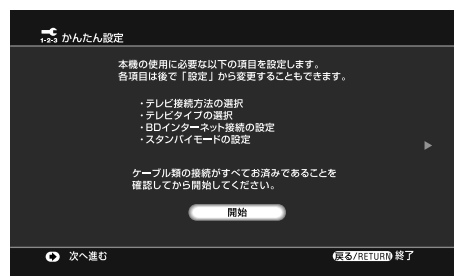 1-2-3 かんたん設定
本機の使用に必要な以下の項目を設定します。
各項目は後で「設定」から変更することもできます。
・テレビ接続方法の選択
・テレビタイプの選択
・BDインターネット接続の設定
・スタンバイモードの設定
ケーブル類の接続がすべてお済みであることを
確認してから開始してください。
開始
次へ進む
戻る/RETURN 終了